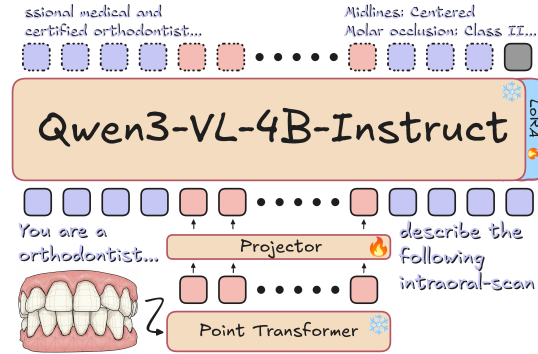 ssional medical and
certified orthodontist...
Midlines: Centered
Molar occlusion: Class II...
Qwen3-VL-4B-Instruct
LoRA
You are a
orthodontist...
Projector
describe the
following
intraoral-scan
Point Transformer